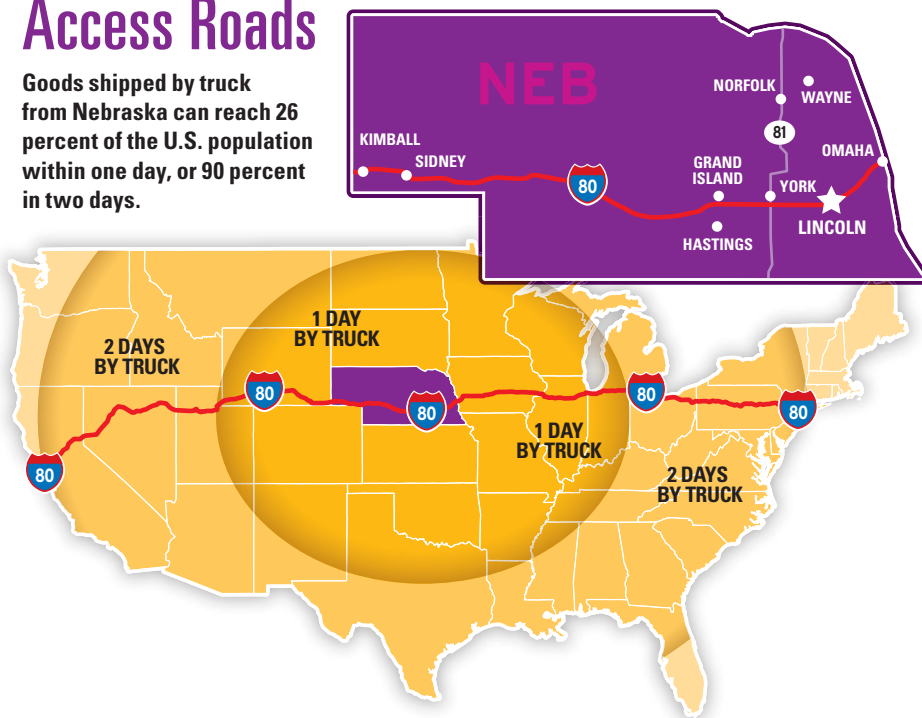 Access Roads
Goods shipped by truck
from Nebraska can reach 26
percent of the U.S. population
within one day, or 90 percent
in two days.
NEB
NORFOLK
WAYNE
81
KIMBALL
SIDNEY
OMAHA
GRAND
ISLAND
80
YORK
LINCOLN
HASTINGS
1 DAY
BY TRUCK
2 DAYS
BY TRUCK
80
80
80
80
1 DAY
BY TRUCK
80
2 DAYS
BY TRUCK